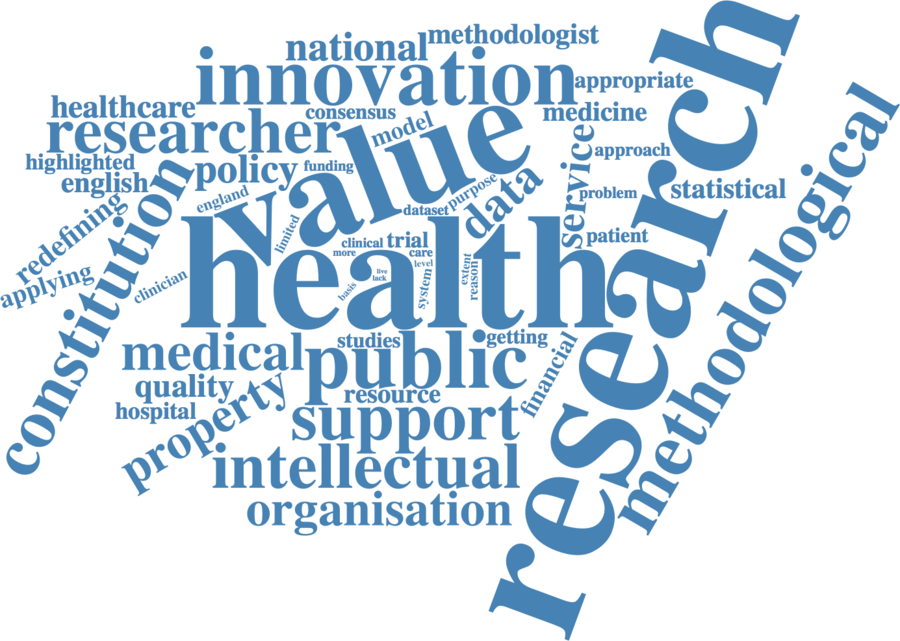 national
methodologist
innovation
appropriate
healthcare
consensus
medicine
researcher
model
value
research
highlighted
policy
funding
service
approach
english
england
purpose
data
problem
statistical
methodological
redefining
constitution
limited
dataset
health
clinical
trial
patient
more
care
applying
clinician
level
live
lack
basis
system
extent
reason
medical
public
studies
getting
financial
quality
property
resource
hospital
support
intellectual
organisation